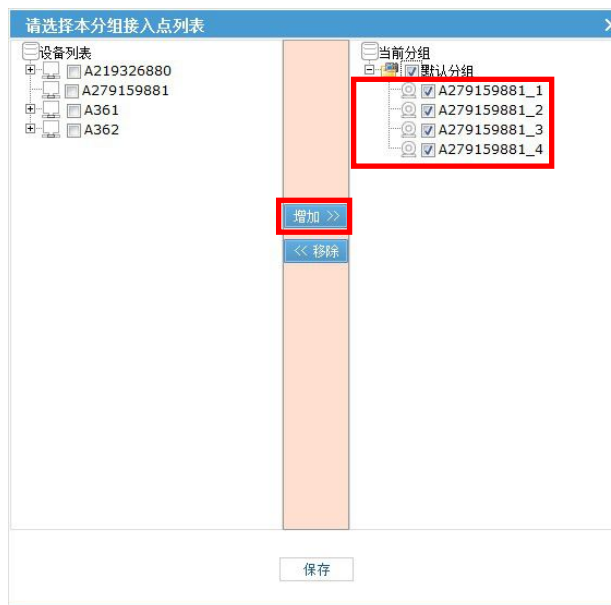 请选择本分组接入点列表
设备列表
A219326880
A279159881
A361
A362
增加 >>
<< 移除
当前分组
默认分组
A279159881_1
A279159881_2
A279159881_3
A279159881_4
保存